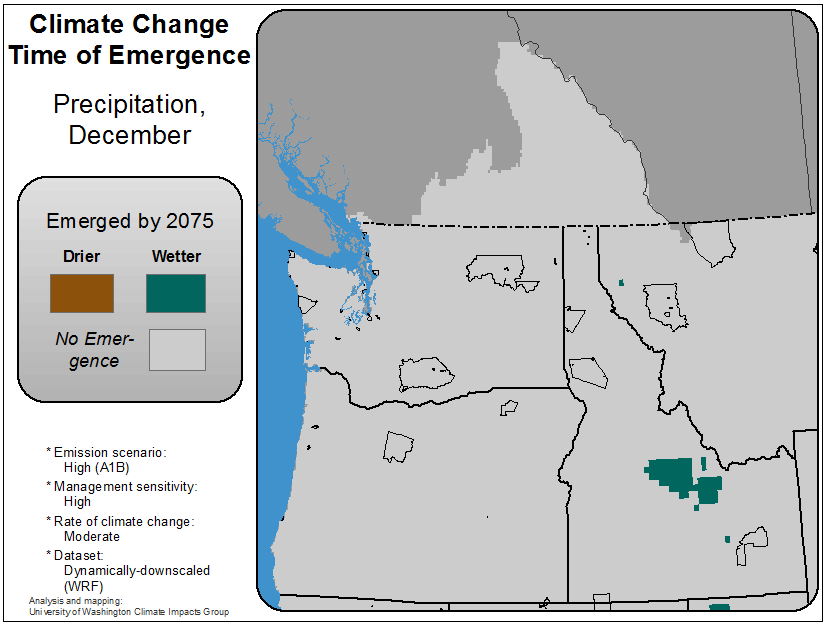 Climate Change
Time of Emergence
Precipitation,
December
Emerged by 2075
Drier Wetter
No Emer-
gence
* Emission scenario:
High (A1B)
* Management sensitivity:
High
* Rate of climate change:
Moderate
* Dataset:
Dynamically-downscaled
(WRF)
Analysis and mapping:
University of Washington Climate Impacts Group